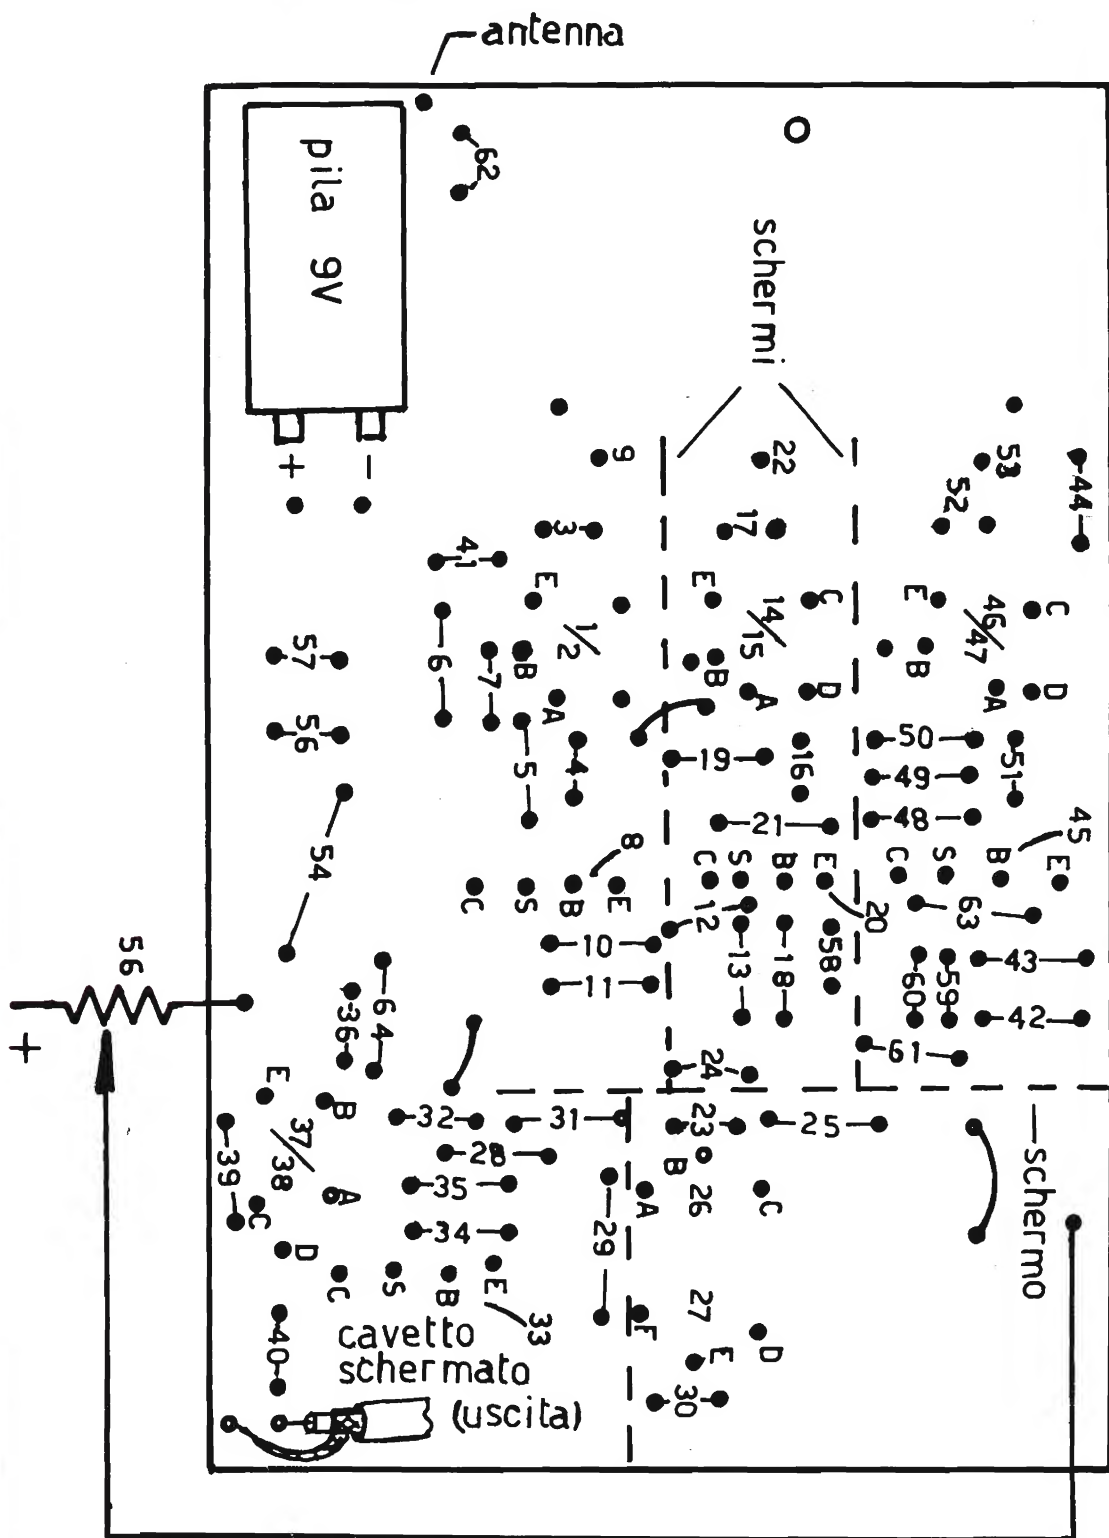 antenna
62
pila 9V
+
-
schermi
9
22
53
44
52
3
17
41
E
E
C
E
46/47
C
14/15
1/2
6
7
B
B
B
57
A
A
D
A
D
56
5
4
19
16
50
51
49
48
21
45
54
8
C
S
B
E
C
S
B
E
C
S
B
E
12
20
63
10
13
18
58
43
11
60
59
42
56
+
64
36
61
24
E
B
37/38
32
31
23
25
28
B
schermo
39
35
A
26
C
A
C
34
29
D
C
S
B
E
33
27
F
D
E
40
30
cavetto
schermato
(uscita)